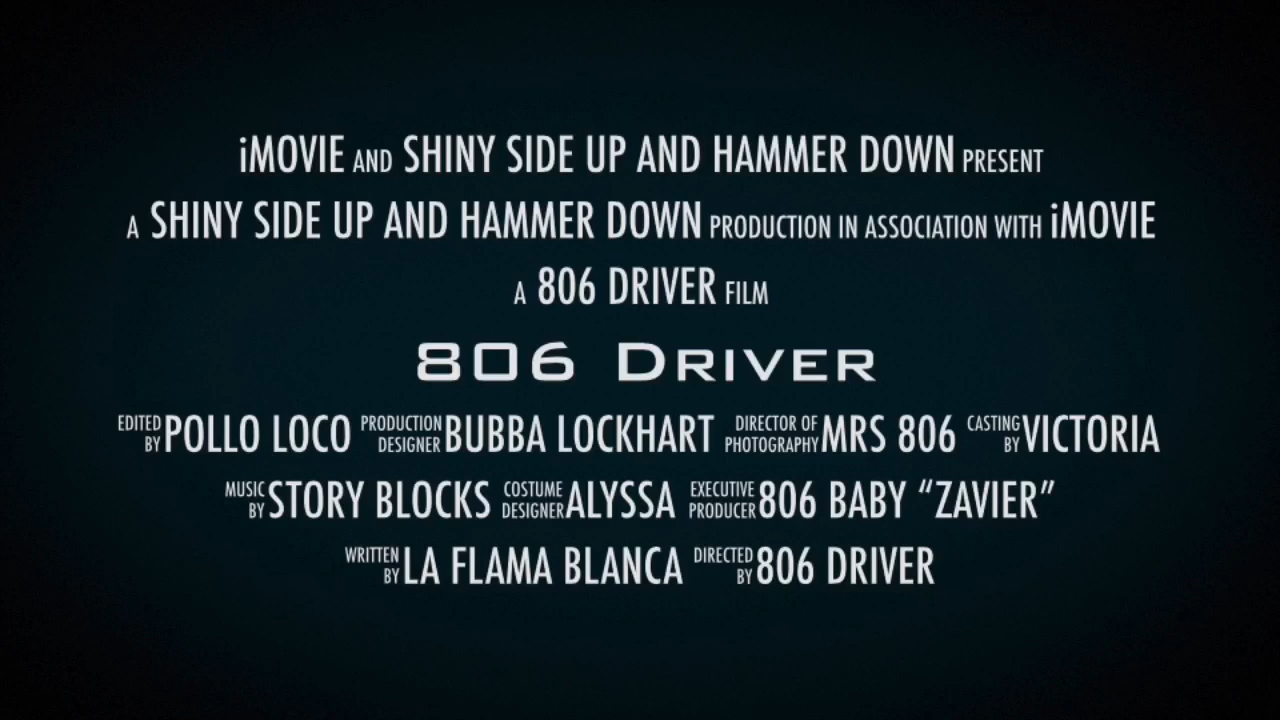 iMOVIE AND SHINY SIDE UP AND HAMMER DOWN PRESENT
A SHINY SIDE UP AND HAMMER DOWN PRODUCTION IN ASSOCIATION WITH iMOVIE
A 806 DRIVER FILM
806 DRIVER
EDITED BY POLLO LOCO PRODUCTION DESIGNER BUBBA LOCKHART DIRECTOR OF PHOTOGRAPHY MRS 806 CASTING BY VICTORIA
MUSIC BY STORY BLOCKS COSTUME DESIGNER ALYSSA EXECUTIVE PRODUCER 806 BABY “ZAVIER”
WRITTEN BY LA FLAMA BLANCA DIRECTED BY 806 DRIVER